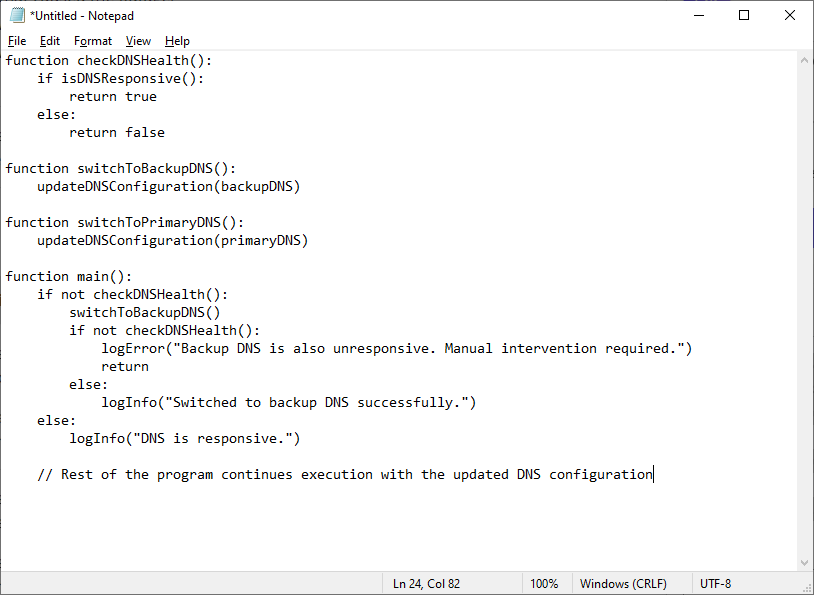 *Untitled - Notepad
File Edit Format View Help
function checkDNSHealth():
    if isDNSResponsive():
        return true
    else:
        return false

function switchToBackupDNS():
    updateDNSConfiguration(backupDNS)

function switchToPrimaryDNS():
    updateDNSConfiguration(primaryDNS)

function main():
    if not checkDNSHealth():
        switchToBackupDNS()
        if not checkDNSHealth():
            logError("Backup DNS is also unresponsive. Manual intervention required.")
            return
        else:
            logInfo("Switched to backup DNS successfully.")
    else:
        logInfo("DNS is responsive.")

    // Rest of the program continues execution with the updated DNS configuration
Ln 24, Col 82 100% Windows (CRLF) UTF-8